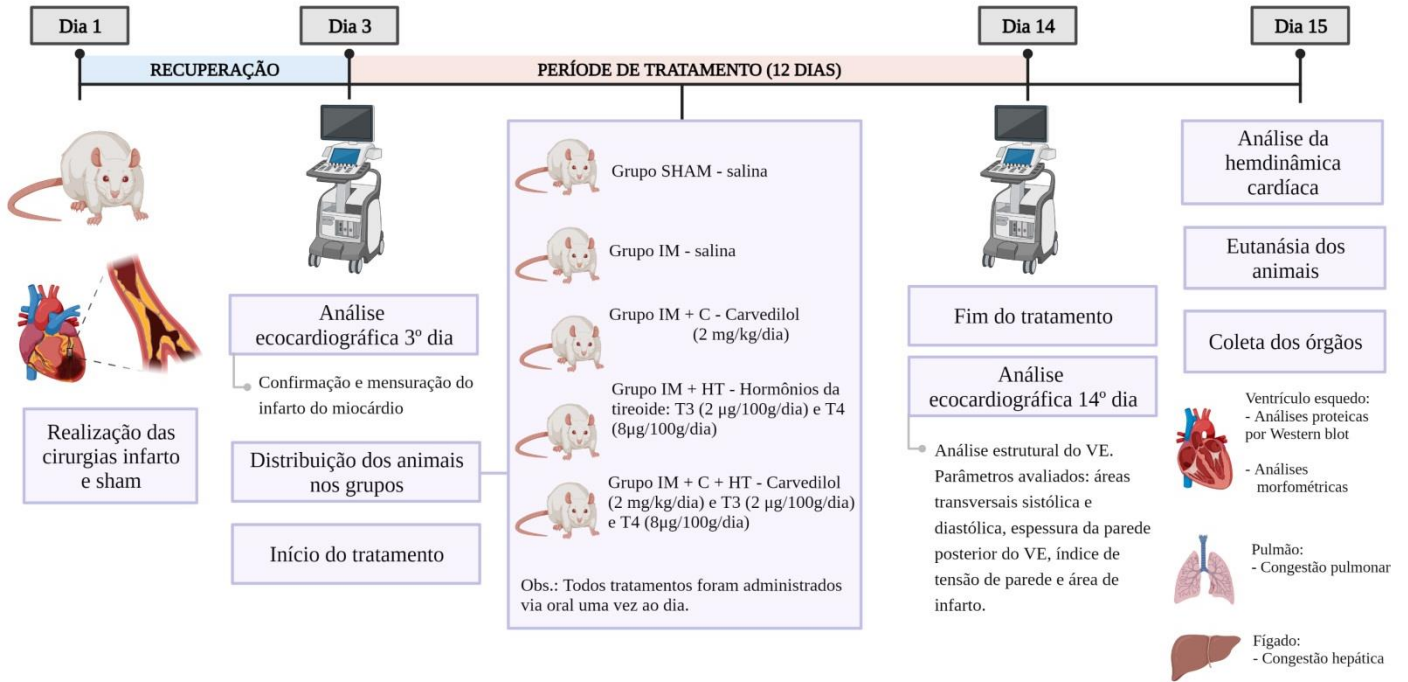 Dia 1
Dia 3
Dia 14
Dia 15
RECUPERAÇÃO
PERÍODE DE TRATAMENTO (12 DIAS)
Realização das
cirurgias infarto
e sham
Análise
ecocardiográfica 3º dia
Confirmação e mensuração do
infarto do miocárdio
Distribuição dos animais
nos grupos
Início do tratamento
Grupo SHAM - salina
Grupo IM - salina
Grupo IM + C - Carvedilol
(2 mg/kg/dia)
Grupo IM + HT - Hormônios da
tireoide: T3 (2 μg/100g/dia) e T4
(8μg/100g/dia)
Grupo IM + C + HT - Carvedilol
(2 mg/kg/dia) e T3 (2 μg/100g/dia)
e T4 (8μg/100g/dia)
Obs.: Todos tratamentos foram administrados
via oral uma vez ao dia.
Fim do tratamento
Análise
ecocardiográfica 14º dia
Análise estrutural do VE.
Parâmetros avaliados: áreas
transversais sistólica e
diastólica, espessura da parede
posterior do VE, índice de
tensão de parede e área de
infarto.
Análise da
hemdinâmica
cardíaca
Eutanásia dos
animais
Coleta dos órgãos
Ventrículo esquedo:
- Análises proteicas
por Western blot
- Análises
morfométricas
Pulmão:
- Congestão pulmonar
Fígado:
- Congestão hepática